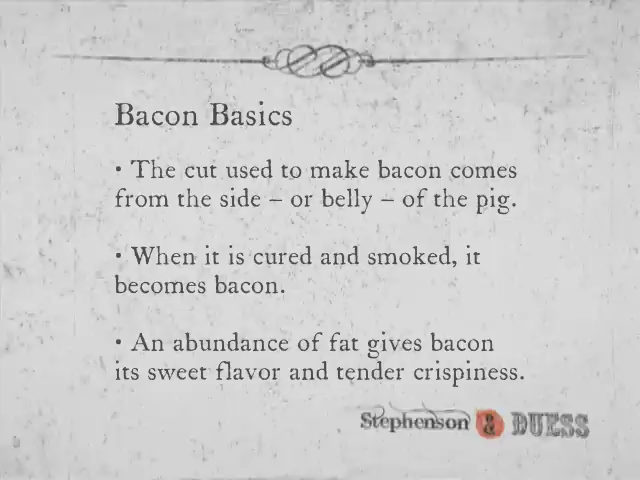 Bacon Basics
• The cut used to make bacon comes
from the side – or belly – of the pig.
• When it is cured and smoked, it
becomes bacon.
• An abundance of fat gives bacon
its sweet flavor and tender crispiness.
Stephenson & DUESS